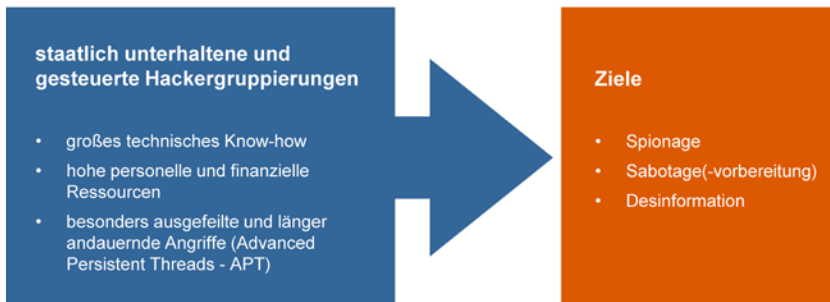 staatlich unterhaltene und
gesteuerte Hackergruppierungen
• großes technisches Know-how
• hohe personelle und finanzielle
Ressourcen
• besonders ausgefeilte und länger
andauernde Angriffe (Advanced
Persistent Threads - APT)
Ziele
• Spionage
• Sabotage(-vorbereitung)
• Desinformation